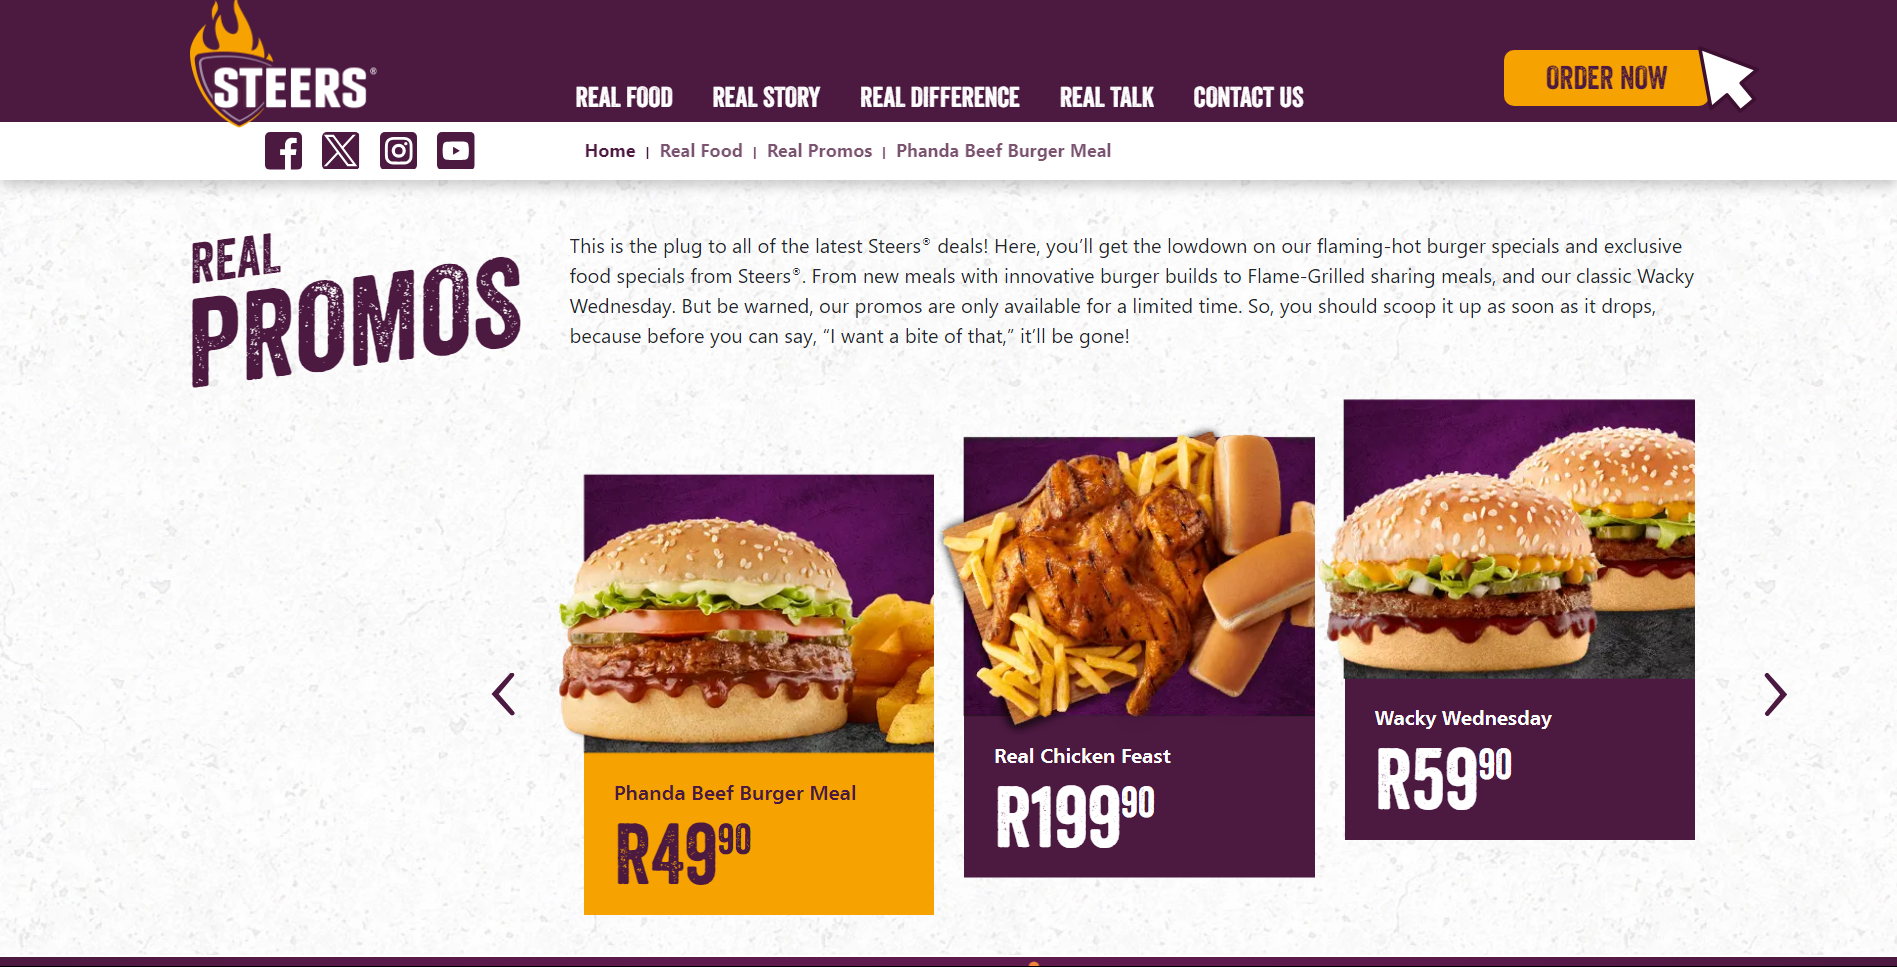 STEERS®
REAL FOOD
REAL STORY
REAL DIFFERENCE
REAL TALK
CONTACT US
ORDER NOW
Home | Real Food | Real Promos | Phanda Beef Burger Meal
REAL
PROMOS
This is the plug to all of the latest Steers® deals! Here, you’ll get the lowdown on our flaming-hot burger specials and exclusive
food specials from Steers®. From new meals with innovative burger builds to Flame-Grilled sharing meals, and our classic Wacky
Wednesday. But be warned, our promos are only available for a limited time. So, you should scoop it up as soon as it drops,
because before you can say, “I want a bite of that,” it’ll be gone!
Phanda Beef Burger Meal
R49⁹⁰
Real Chicken Feast
R199⁹⁰
Wacky Wednesday
R59⁹⁰